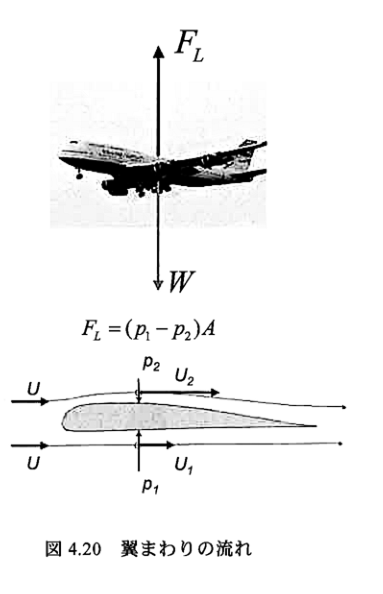 F_L
W
F_L = (p_1 − p_2)A
p_2
U_2
U
U
U_1
p_1
図 4.20 翼まわりの流れ